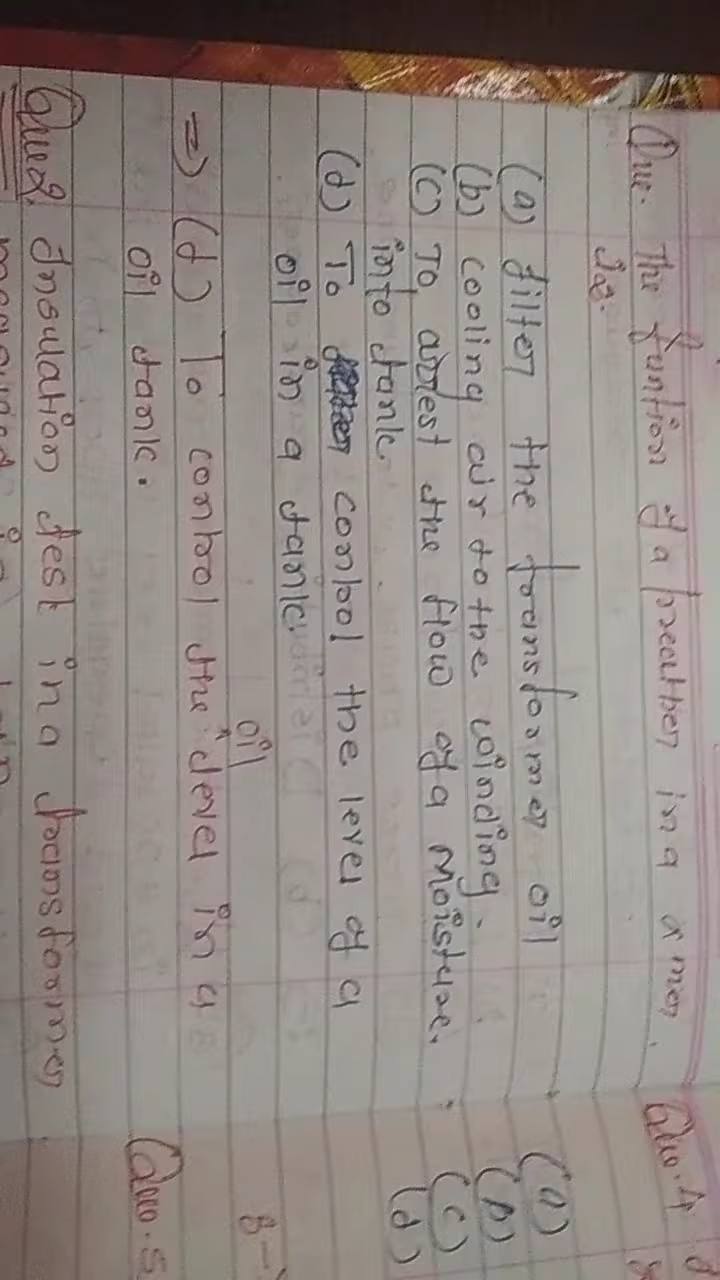 Que. The funtion of a breather in a xmer.
is.
(a) filter the transformer oil
(b) cooling air to the winding.
(c) To arrest the flow of a Moisture.
into tank.
(d) To control the level of a
oil in a tank.
=> (d) To control the oil level in a
oil tank.
Que2. Insulation test in a transformer
Que.4
(a)
(b)
(c)
(d)
Que.5